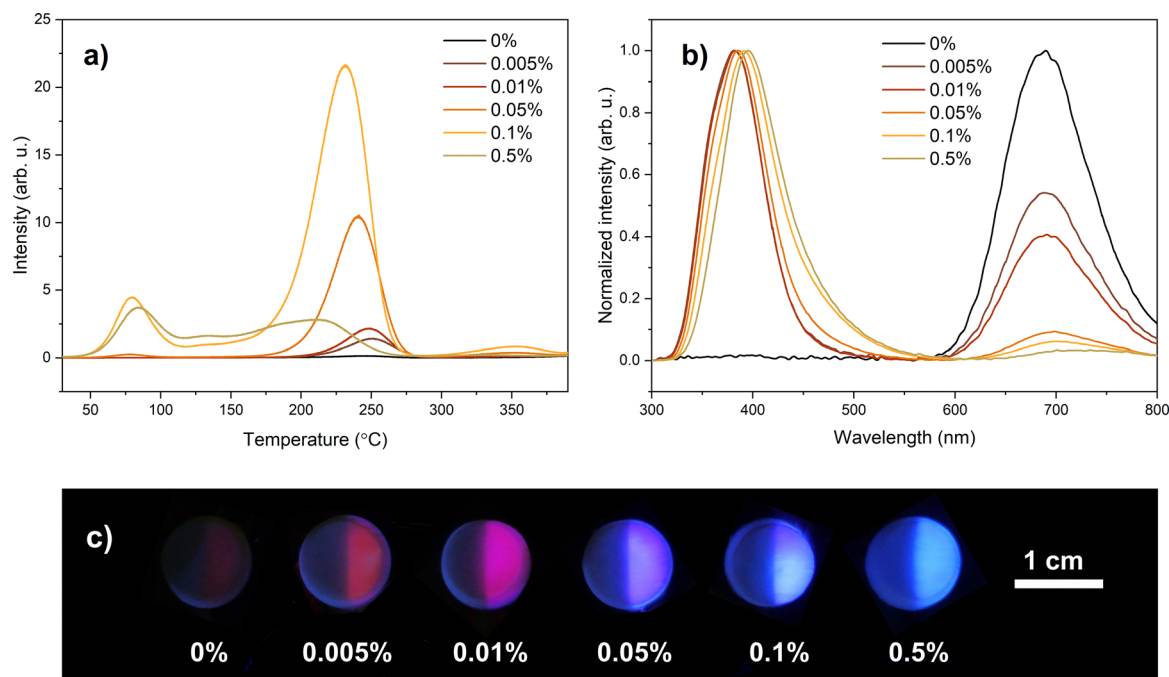 a)
25
20
15
10
5
0
Intensity (arb. u.)
50 100 150 200 250 300 350
Temperature (°C)
0%
0.005%
0.01%
0.05%
0.1%
0.5%
b)
1.0
0.8
0.6
0.4
0.2
0.0
Normalized intensity (arb. u.)
300 400 500 600 700 800
Wavelength (nm)
0%
0.005%
0.01%
0.05%
0.1%
0.5%
c)
1 cm
0% 0.005% 0.01% 0.05% 0.1% 0.5%